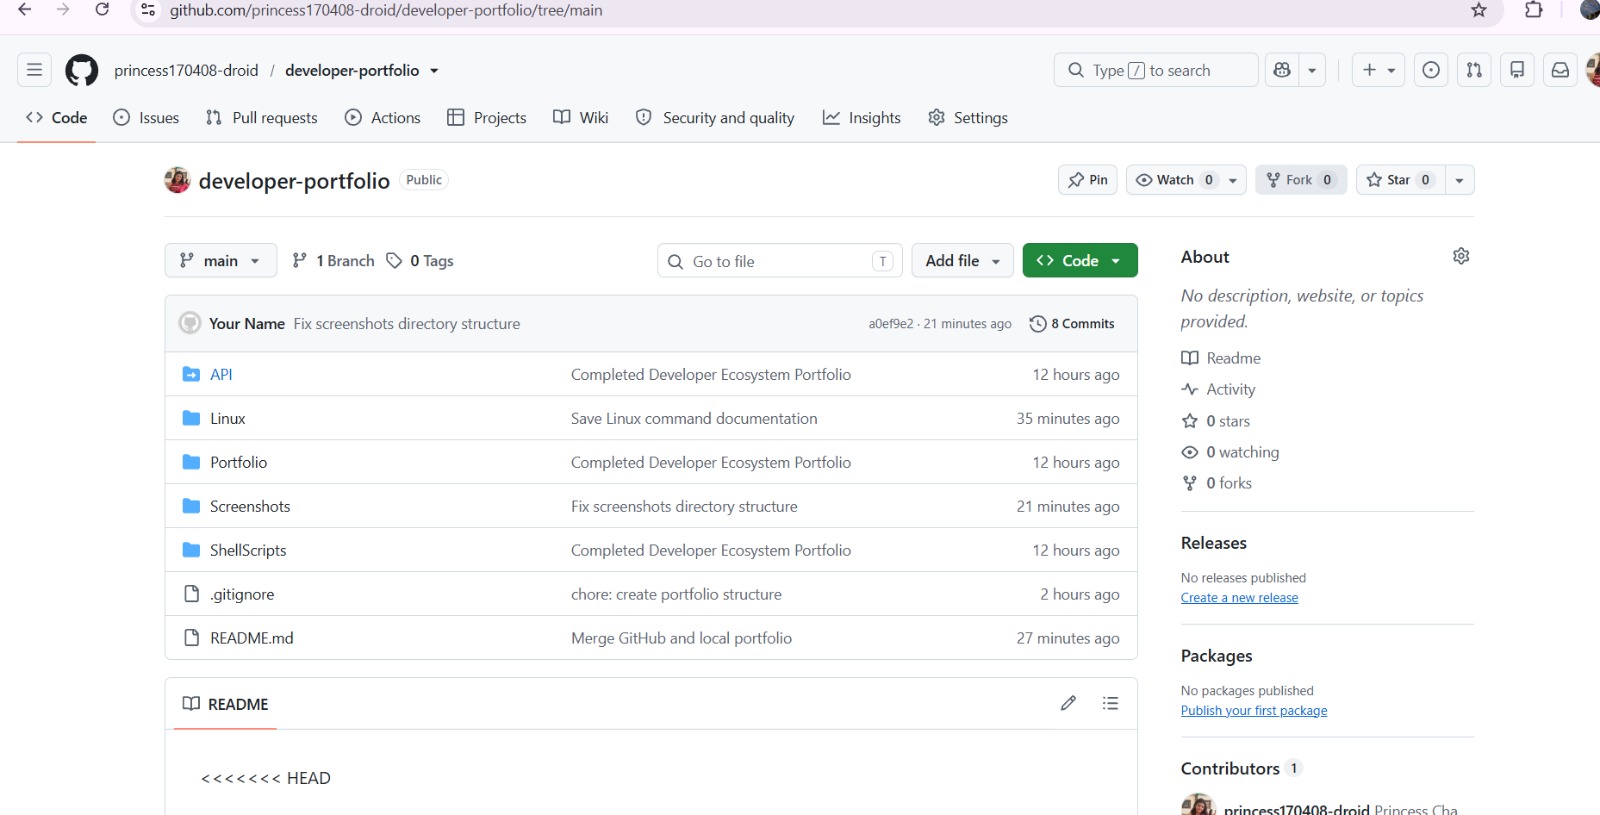 github.com/princess170408-droid/developer-portfolio/tree/main
princess170408-droid / developer-portfolio
Type / to search
Code Issues Pull requests Actions Projects Wiki Security and quality Insights Settings
developer-portfolio Public
Pin Watch 0 Fork 0 Star 0
main 1 Branch 0 Tags Go to file T Add file Code
Your Name Fix screenshots directory structure a0ef9e2 · 21 minutes ago 8 Commits
API Completed Developer Ecosystem Portfolio 12 hours ago
Linux Save Linux command documentation 35 minutes ago
Portfolio Completed Developer Ecosystem Portfolio 12 hours ago
Screenshots Fix screenshots directory structure 21 minutes ago
ShellScripts Completed Developer Ecosystem Portfolio 12 hours ago
.gitignore chore: create portfolio structure 2 hours ago
README.md Merge GitHub and local portfolio 27 minutes ago
README
<<<<<<< HEAD
About
No description, website, or topics
provided.
Readme
Activity
0 stars
0 watching
0 forks
Releases
No releases published
Create a new release
Packages
No packages published
Publish your first package
Contributors 1
princess170408-droid Princess Cha